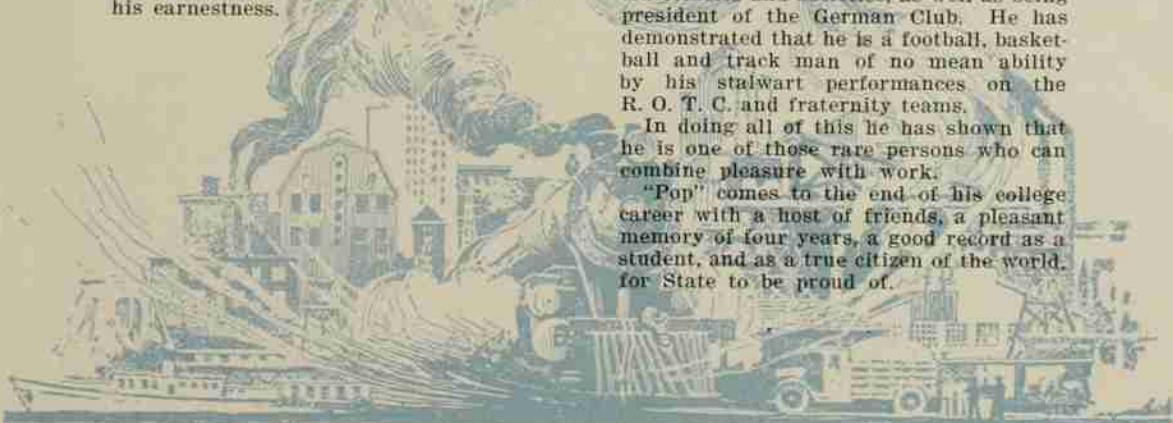 his earnestness.
president of the German Club. He has
demonstrated that he is a football, basket-
ball and track man of no mean ability
by his stalwart performances on the
R. O. T. C. and fraternity teams.
In doing all of this he has shown that
he is one of those rare persons who can
combine pleasure with work.
"Pop" comes to the end of his college
career with a host of friends, a pleasant
memory of four years, a good record as a
student, and as a true citizen of the world,
for State to be proud of.